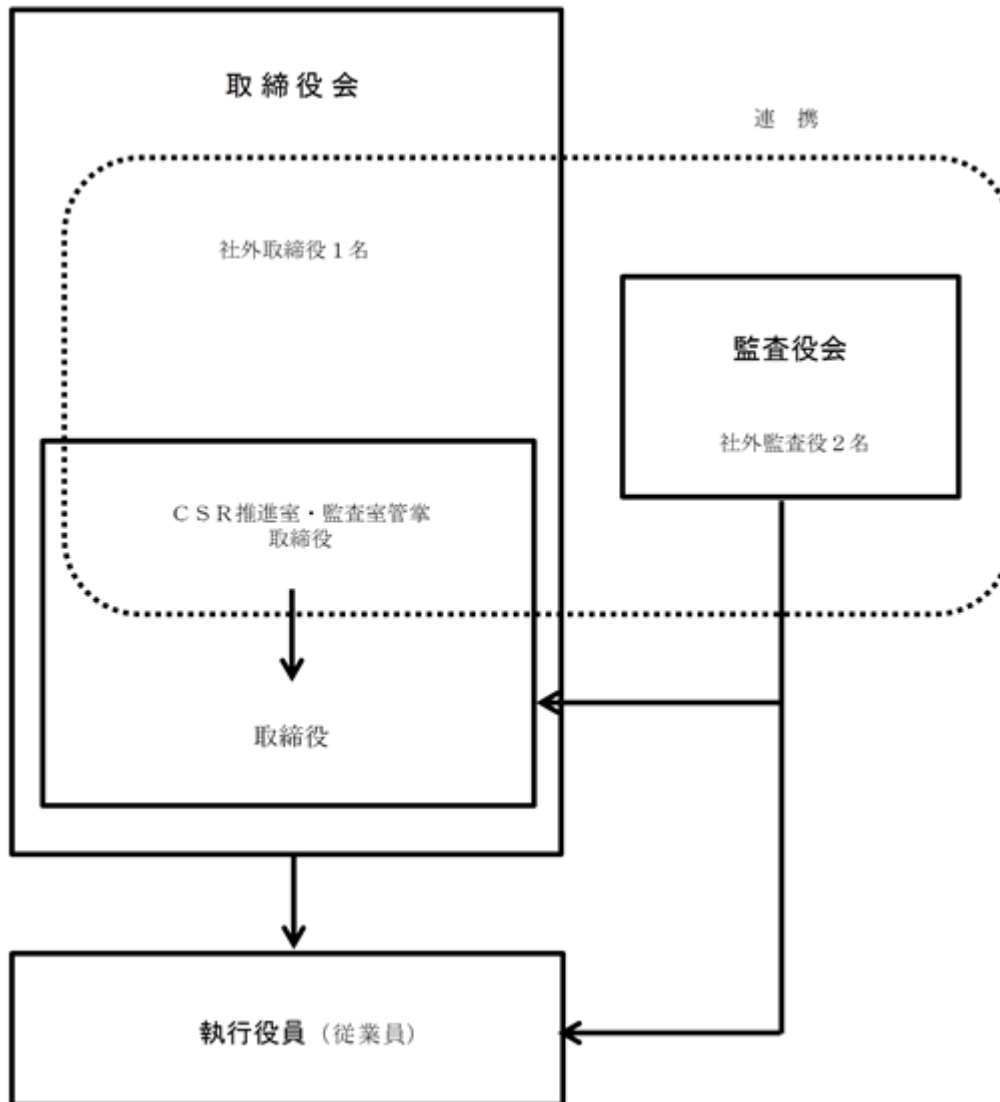 取締役会
連　携
社外取締役１名
監査役会
社外監査役２名
ＣＳＲ推進室・監査室管掌
取締役
取締役
執行役員（従業員）